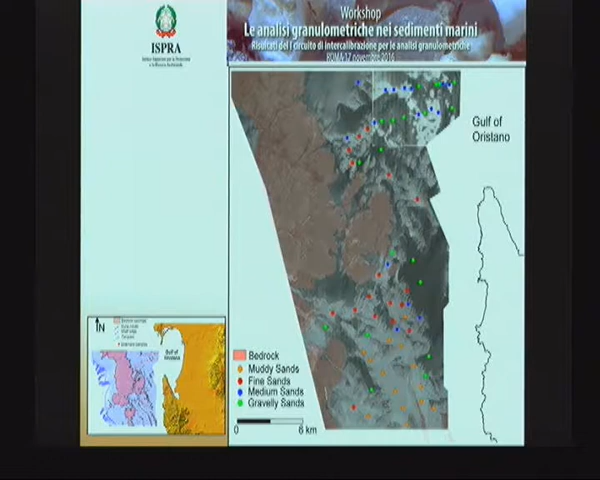 Workshop
Le analisi granulometriche nei sedimenti marini
Risultati del I circuito di intercalibrazione per le analisi granulometriche
ROMA 17 novembre 2015
ISPRA
Gulf of
Oristano
N
Gulf of
oristano
Bedrock
Muddy Sands
Fine Sands
Medium Sands
Gravelly Sands
0 6 km